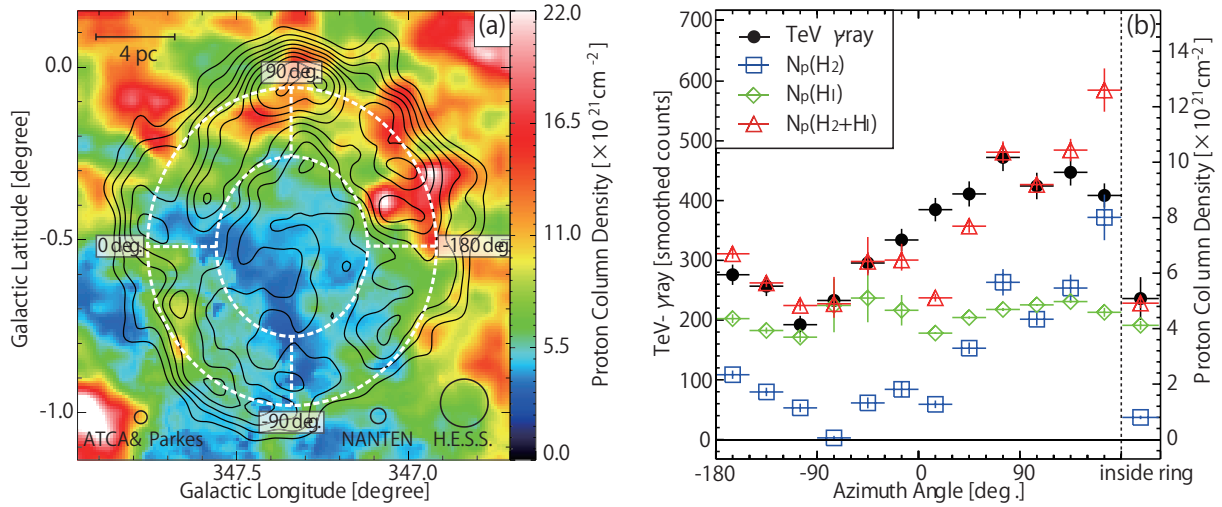 (a)
4 pc
0.0
-0.5
-1.0
Galactic Latitude [degree]
90 deg.
0 deg.
-180 deg.
-90 deg.
ATCA& Parkes
NANTEN
H.E.S.S.
347.5
347.0
Galactic Longitude [degree]
22.0
16.5
11.0
5.5
0.0
Proton Column Density [×10²¹cm⁻²]
(b)
TeV γray
Np(H₂)
Np(HI)
Np(H₂+HI)
700
600
500
400
300
200
100
0
TeV- γray [smoothed counts]
14
12
10
8
6
4
2
0
Proton Column Density [×10²¹cm⁻²]
-180
-90
0
90
inside ring
Azimuth Angle [deg.]